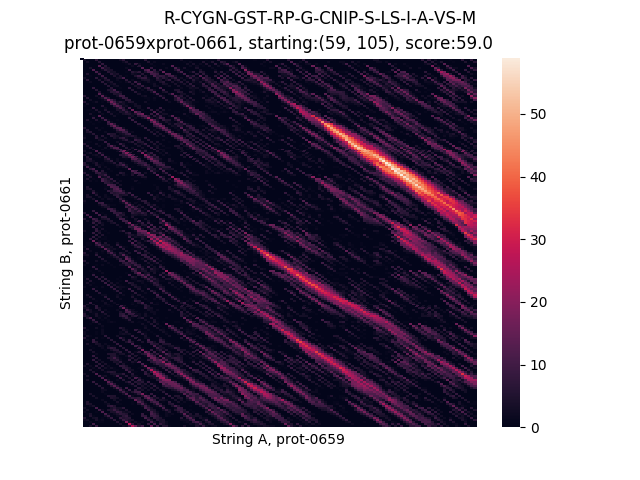 R-CYGN-GST-RP-G-CNIP-S-LS-I-A-VS-M
prot-0659xprot-0661, starting:(59, 105), score:59.0
String B, prot-0661
String A, prot-0659
50
40
30
20
10
0